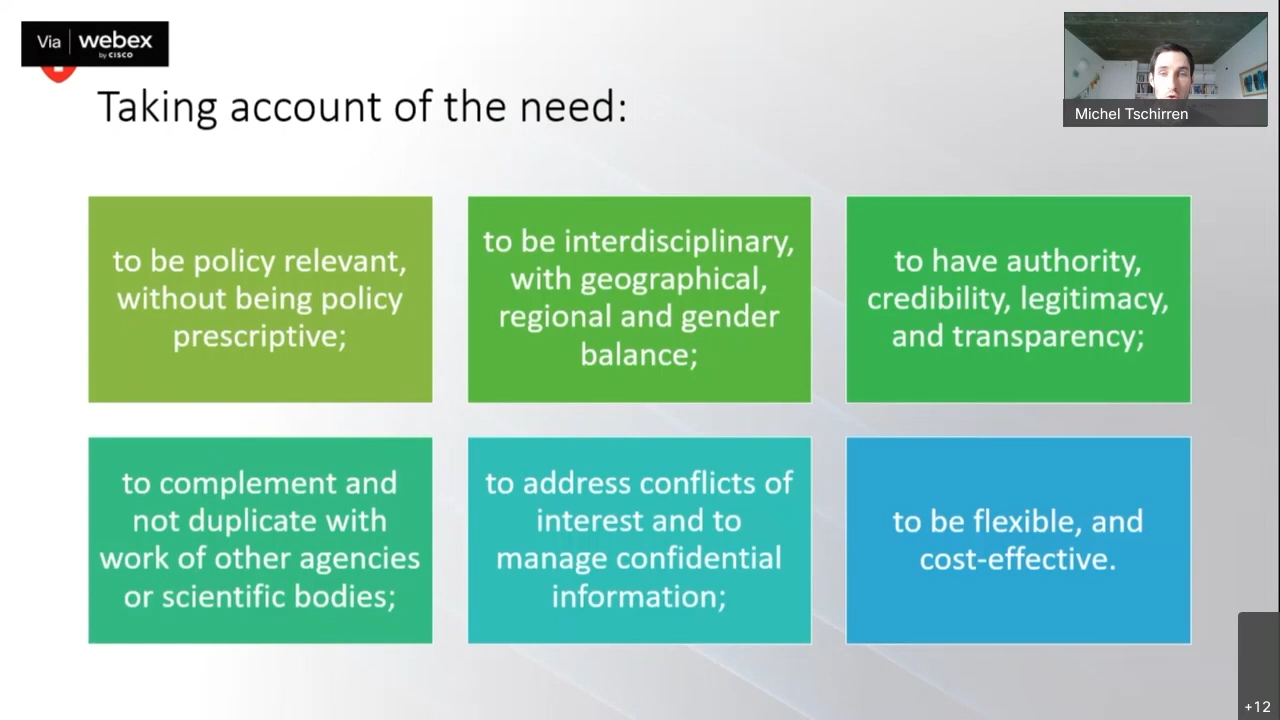 Via webex
by CISCO
Michel Tschirren
Taking account of the need:
to be policy relevant,
without being policy
prescriptive;
to be interdisciplinary,
with geographical,
regional and gender
balance;
to have authority,
credibility, legitimacy,
and transparency;
to complement and
not duplicate with
work of other agencies
or scientific bodies;
to address conflicts of
interest and to
manage confidential
information;
to be flexible, and
cost-effective.
+12